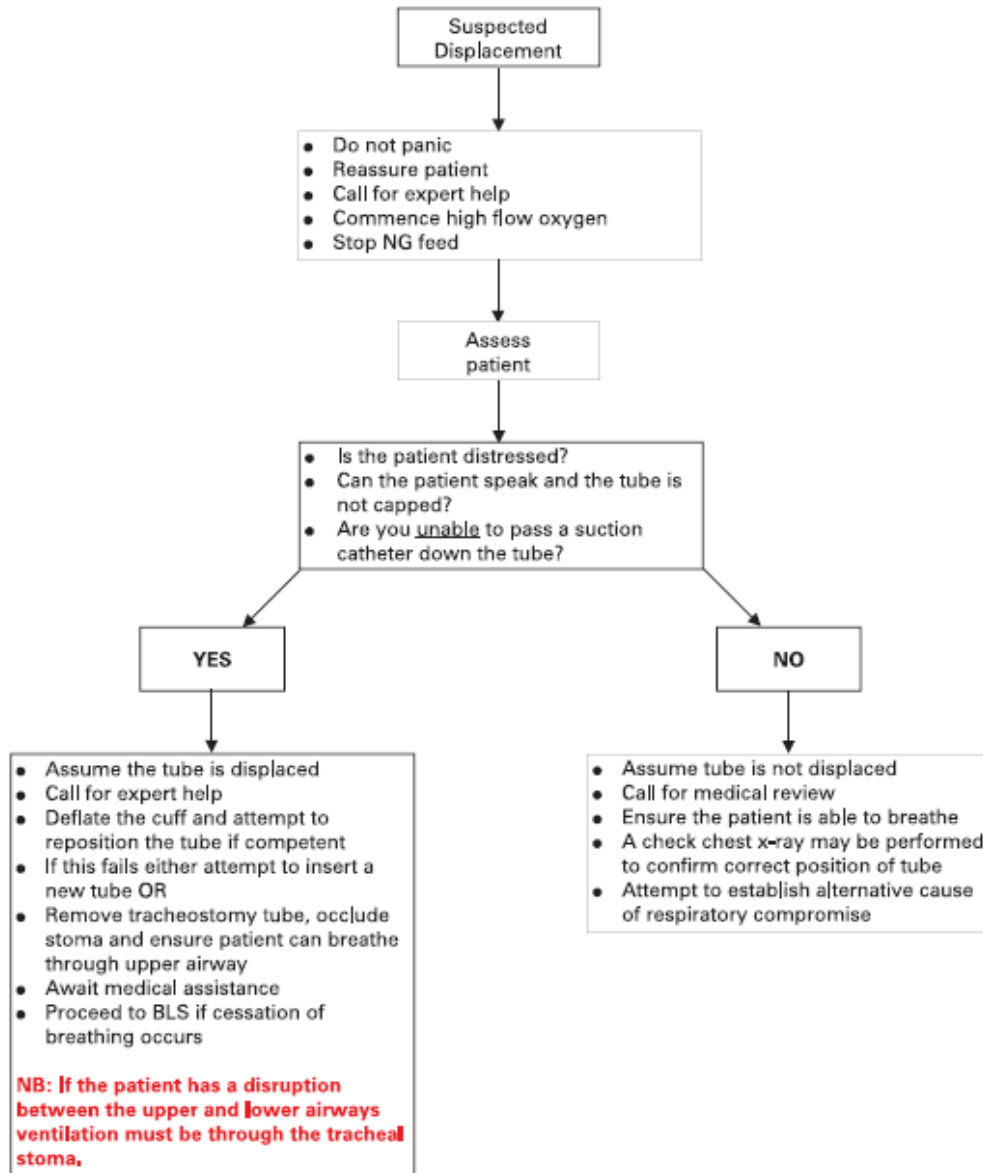 Suspected
Displacement
● Do not panic
● Reassure patient
● Call for expert help
● Commence high flow oxygen
● Stop NG feed
Assess
patient
● Is the patient distressed?
● Can the patient speak and the tube is
not capped?
● Are you unable to pass a suction
catheter down the tube?
YES
● Assume the tube is displaced
● Call for expert help
● Deflate the cuff and attempt to
reposition the tube if competent
● If this fails either attempt to insert a
new tube OR
● Remove tracheostomy tube, occlude
stoma and ensure patient can breathe
through upper airway
● Await medical assistance
● Proceed to BLS if cessation of
breathing occurs
NB: If the patient has a disruption
between the upper and lower airways
ventilation must be through the tracheal
stoma.
NO
● Assume tube is not displaced
● Call for medical review
● Ensure the patient is able to breathe
● A check chest x-ray may be performed
to confirm correct position of tube
● Attempt to establish alternative cause
of respiratory compromise